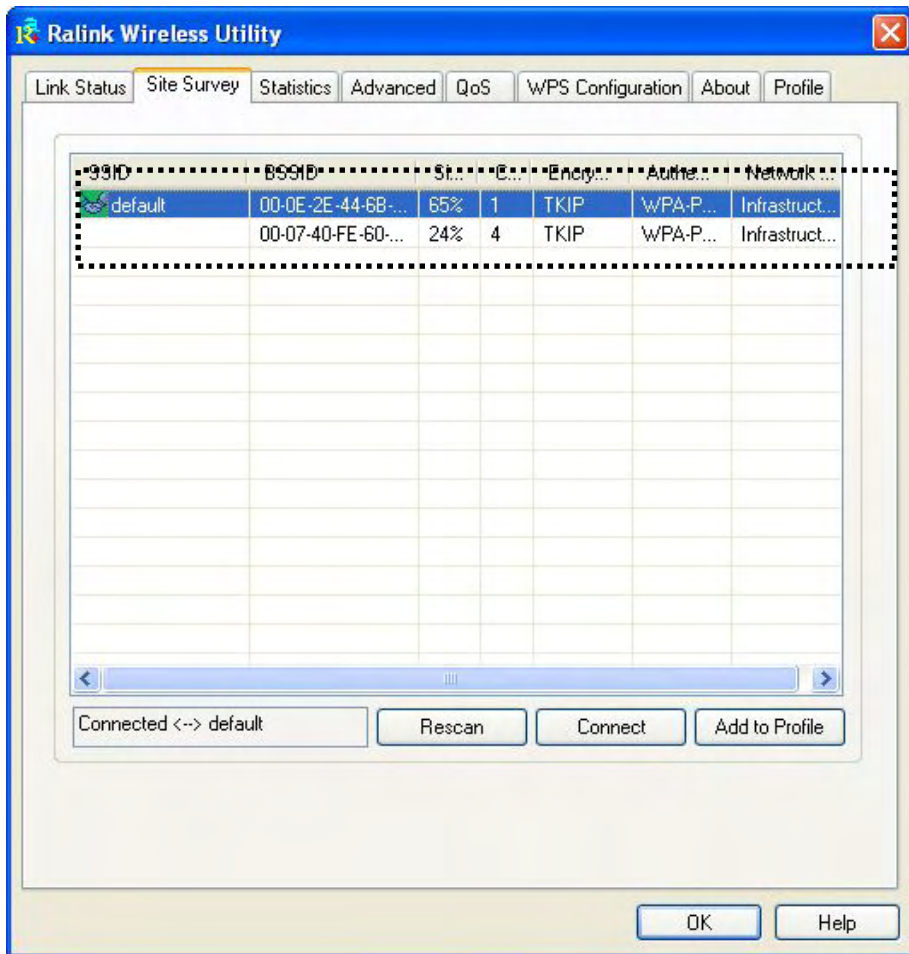 Ralink Wireless Utility
Link Status Site Survey Statistics Advanced QoS WPS Configuration About Profile
SSID BSSID Si... C... Encry... Authe... Network ...
default 00-0E-2E-44-6B-... 65% 1 TKIP WPA-P... Infrastruct...
00-07-40-FE-60-... 24% 4 TKIP WPA-P... Infrastruct...
Connected <--> default Rescan Connect Add to Profile
OK Help